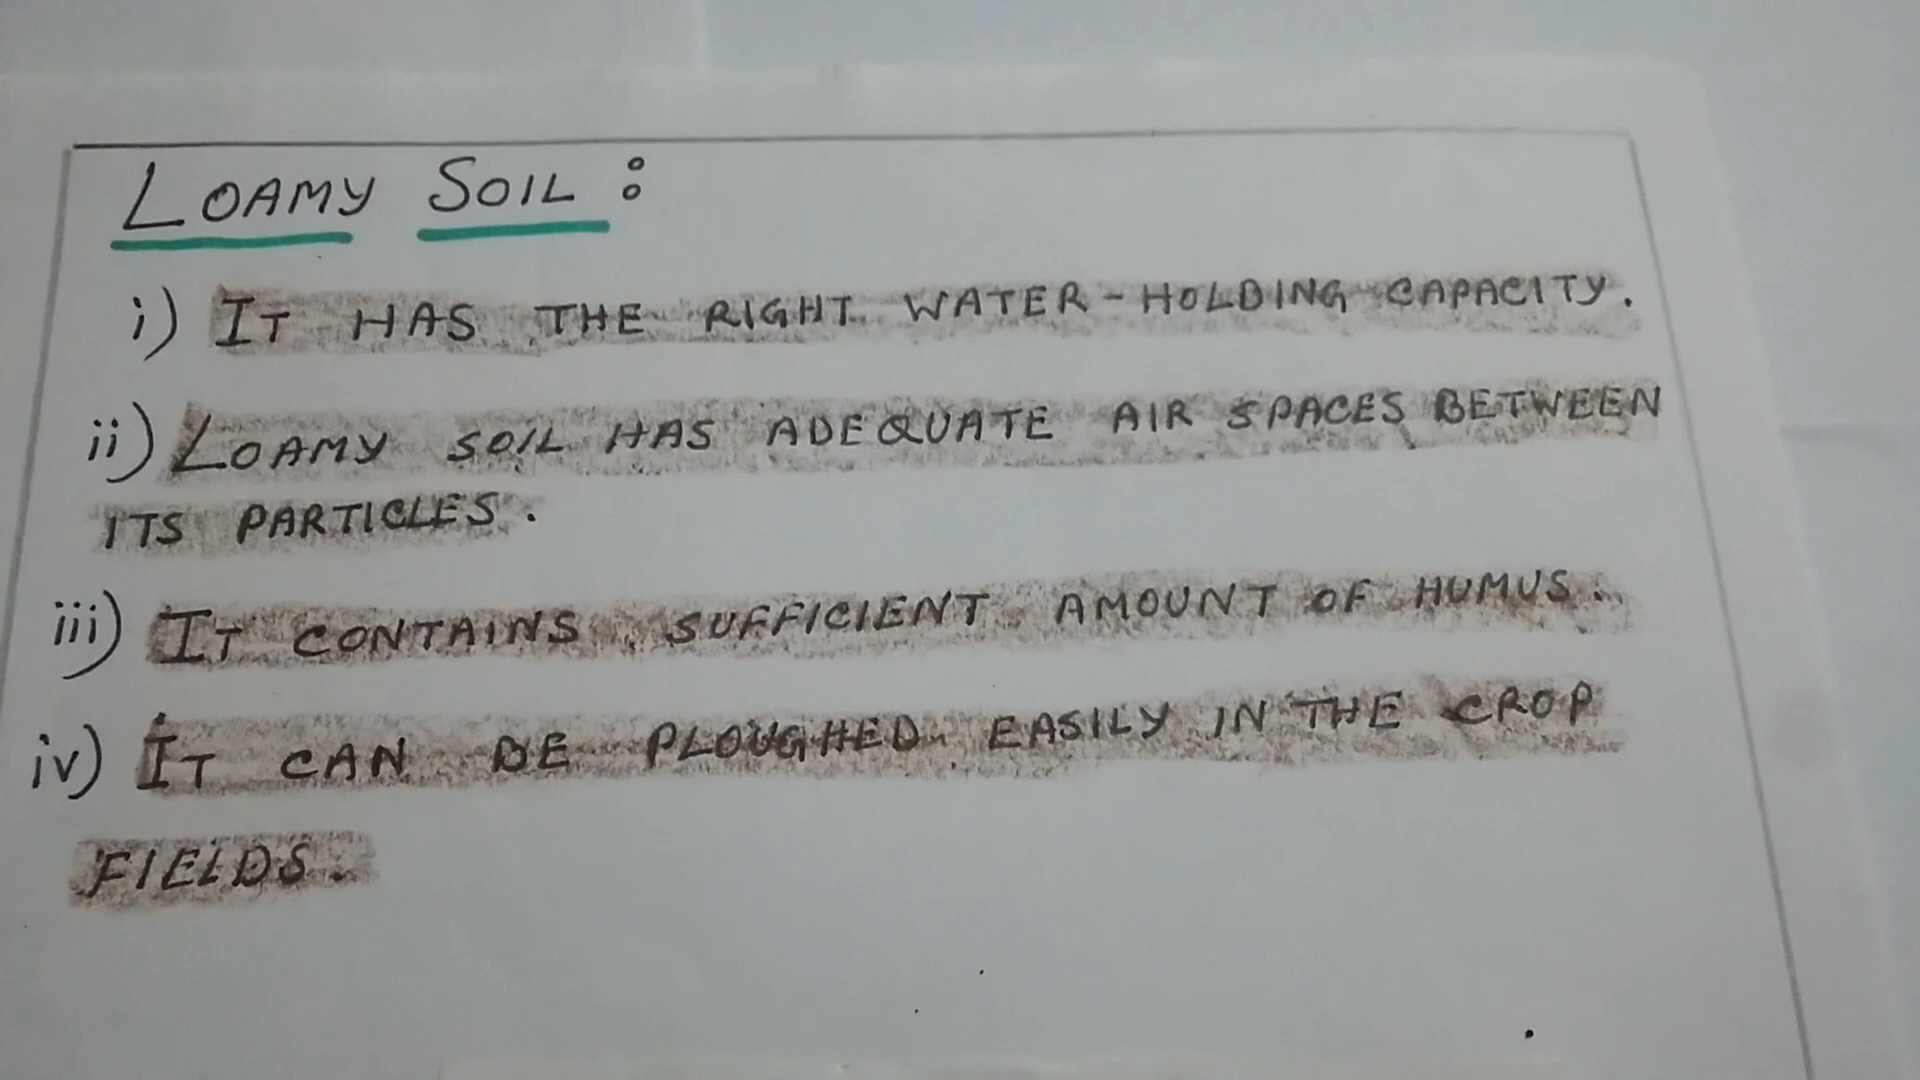 LOAMY SOIL :
i) IT HAS THE RIGHT WATER-HOLDING CAPACITY.
ii) LOAMY SOIL HAS ADEQUATE AIR SPACES BETWEEN
ITS PARTICLES.
iii) IT CONTAINS SUFFICIENT AMOUNT OF HUMUS.
iv) IT CAN BE PLOUGHED EASILY IN THE CROP
FIELDS.